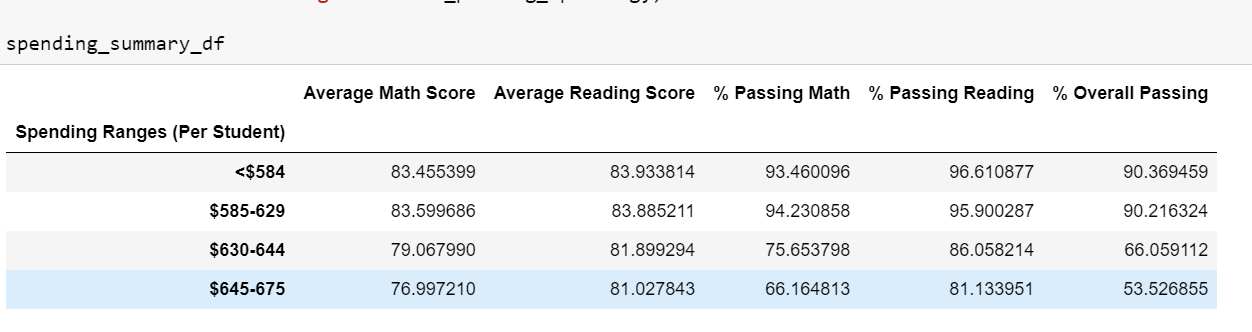 spending_summary_df
Average Math Score Average Reading Score % Passing Math % Passing Reading % Overall Passing
Spending Ranges (Per Student)
<$584 83.455399 83.933814 93.460096 96.610877 90.369459
$585-629 83.599686 83.885211 94.230858 95.900287 90.216324
$630-644 79.067990 81.899294 75.653798 86.058214 66.059112
$645-675 76.997210 81.027843 66.164813 81.133951 53.526855